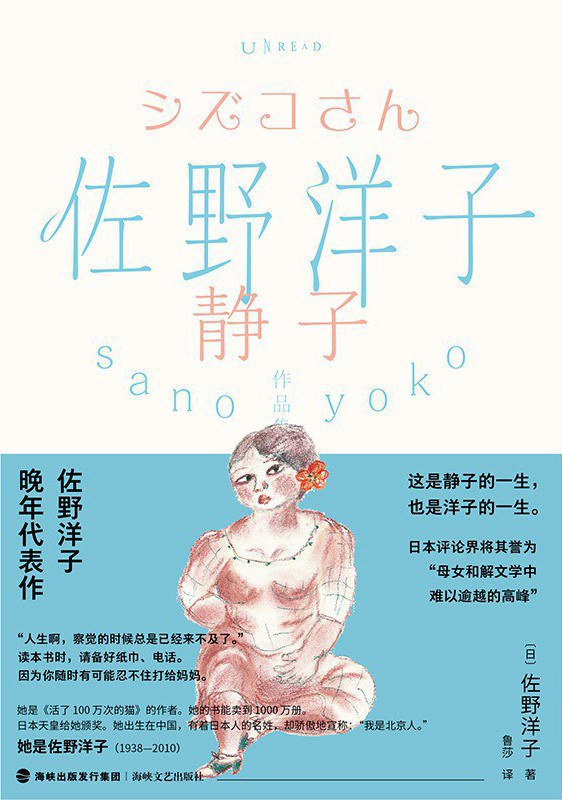 UNREAD
シズコさん
佐野洋子
静子
sano yoko
作品集
佐野洋子
晚年代表作
这是静子的一生，
也是洋子的一生。
日本评论界将其誉为
“母女和解文学中
难以逾越的高峰”
“人生啊，察觉的时候总是已经来不及了。”
读本书时，请备好纸巾、电话。
因为你随时有可能忍不住打给妈妈。
她是《活了100万次的猫》的作者。她的书能卖到1000万册。
日本天皇给她颁奖。她出生在中国，有着日本人的名姓，却骄傲地宣称：“我是北京人。”
她是佐野洋子（1938—2010）
〔日〕佐野洋子 著
鲁莎 译
海峡出版发行集团 | 海峡文艺出版社